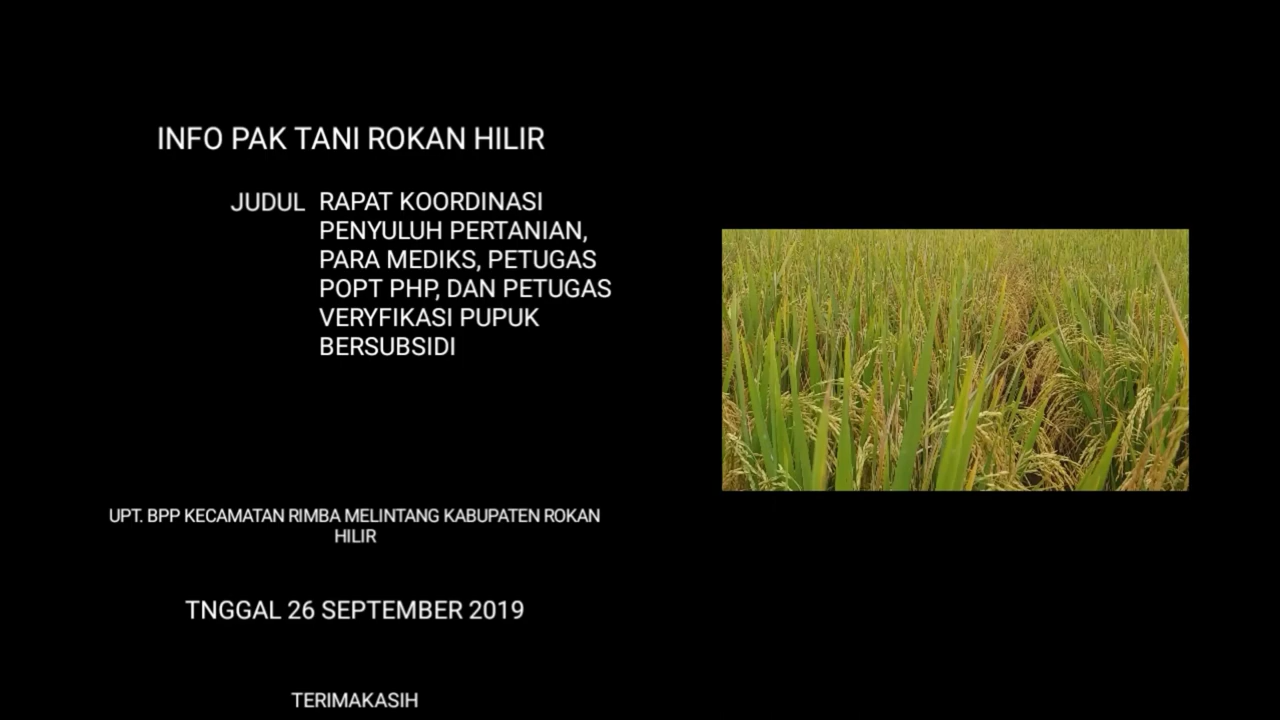 INFO PAK TANI ROKAN HILIR
JUDUL RAPAT KOORDINASI
PENYULUH PERTANIAN,
PARA MEDIKS, PETUGAS
POPT PHP, DAN PETUGAS
VERYFIKASI PUPUK
BERSUBSIDI
UPT. BPP KECAMATAN RIMBA MELINTANG KABUPATEN ROKAN
HILIR
TNGGAL 26 SEPTEMBER 2019
TERIMAKASIH